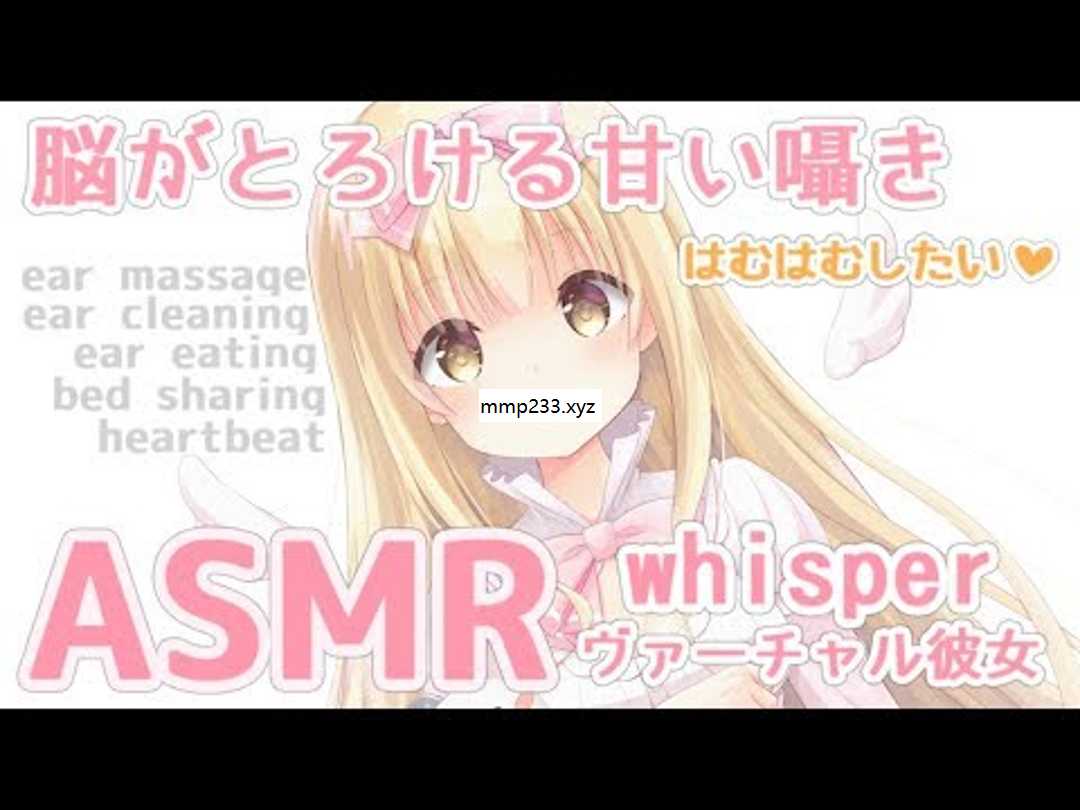 脳がとろける甘い囁き
はむはむしたい♥
ear massage
ear cleaning
ear eating
bed sharing
heartbeat
mmp233.xyz
ASMR
whisper
ヴァーチャル彼女